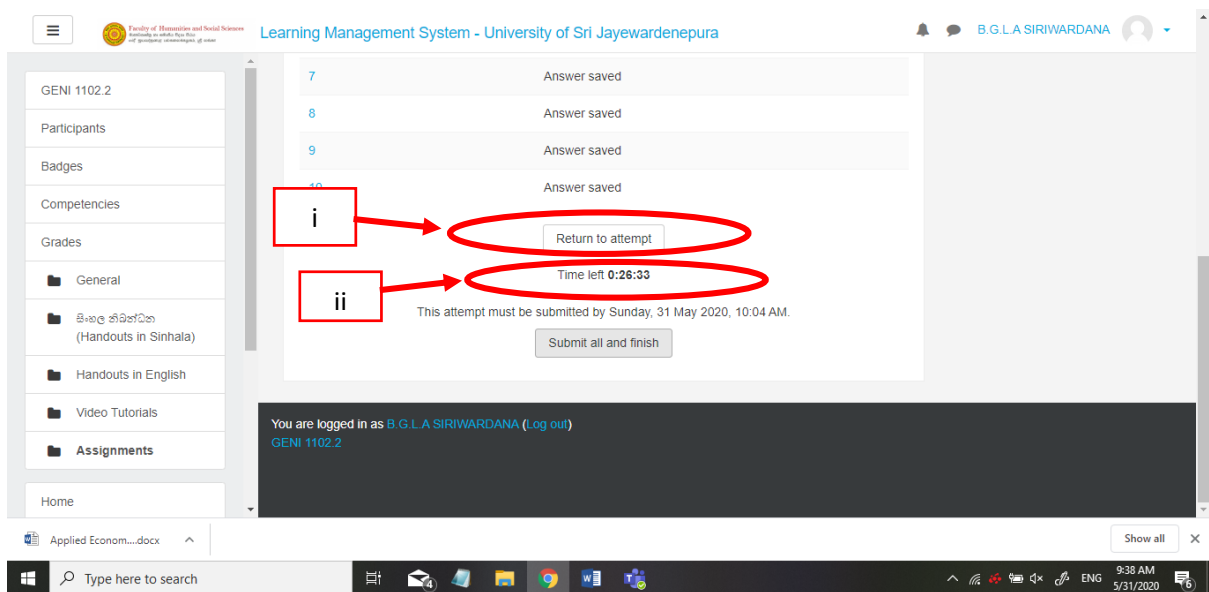 Faculty of Humanities and Social Sciences
Learning Management System - University of Sri Jayewardenepura
B.G.L.A SIRIWARDANA
GENI 1102.2
Participants
Badges
Competencies
Grades
General
සිංහල නිබන්ධන
(Handouts in Sinhala)
Handouts in English
Video Tutorials
Assignments
Home
7 Answer saved
8 Answer saved
9 Answer saved
10 Answer saved
i
Return to attempt
ii
Time left 0:26:33
This attempt must be submitted by Sunday, 31 May 2020, 10:04 AM.
Submit all and finish
You are logged in as B.G.L.A SIRIWARDANA (Log out)
GENI 1102.2
Applied Econom....docx
Show all
Type here to search
4
ENG
9:38 AM
5/31/2020
6